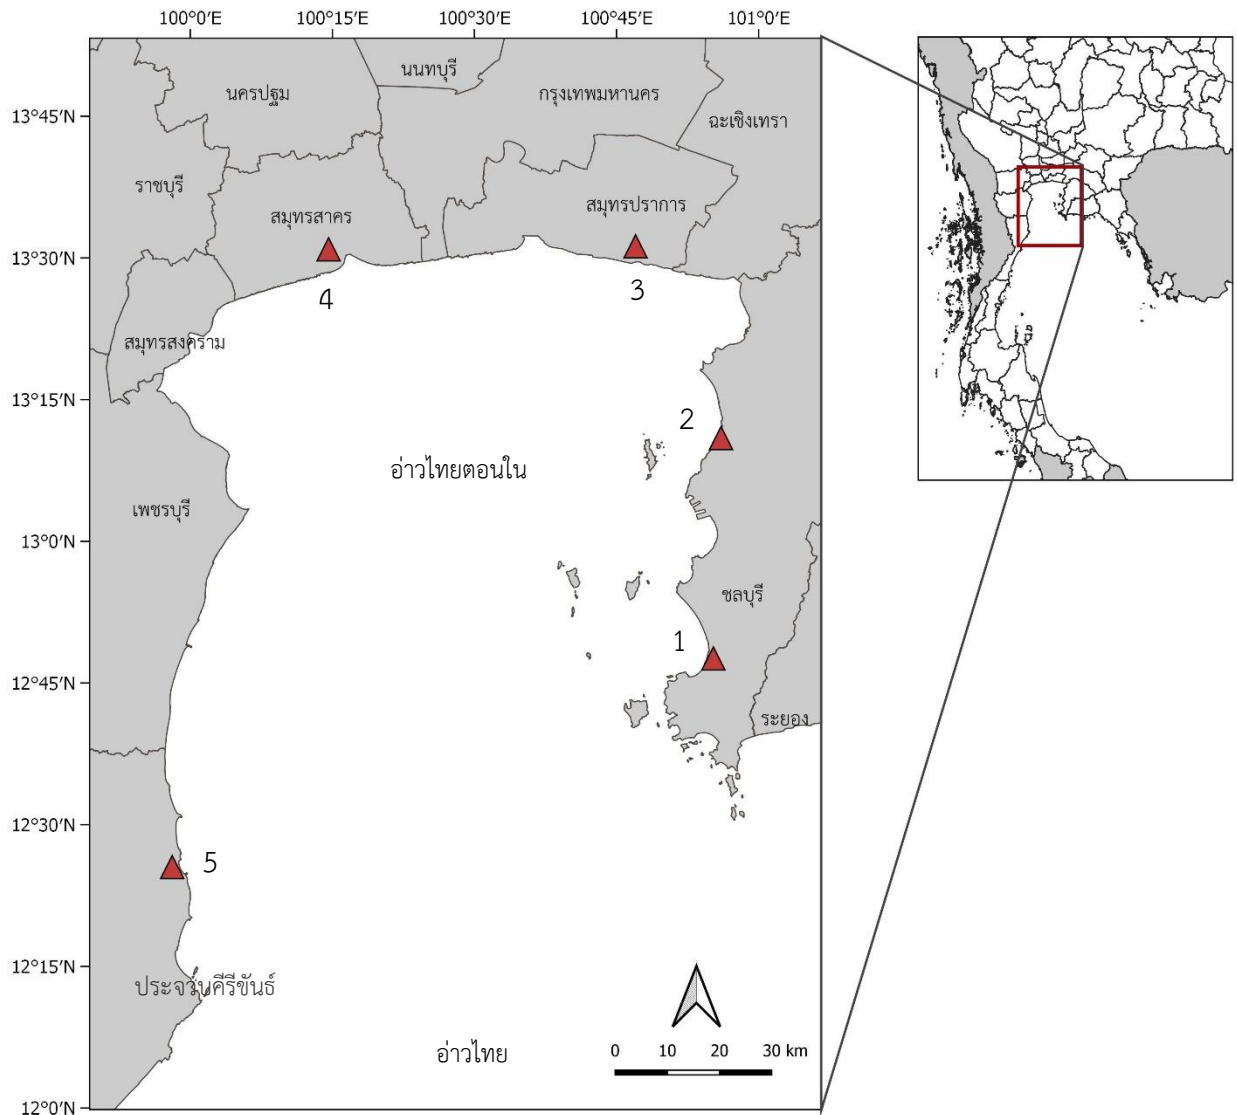 100°0′E 100°15′E 100°30′E 100°45′E 101°0′E
นนทบุรี
นครปฐม
กรุงเทพมหานคร
13°45′N
ฉะเชิงเทรา
ราชบุรี
สมุทรปราการ
สมุทรสาคร
13°30′N
4
3
สมุทรสงคราม
13°15′N
2
อ่าวไทยตอนใน
เพชรบุรี
13°0′N
ชลบุรี
1
12°45′N
ระยอง
12°30′N
5
12°15′N
ประจวบคีรีขันธ์
อ่าวไทย
0 10 20 30 km
12°0′N